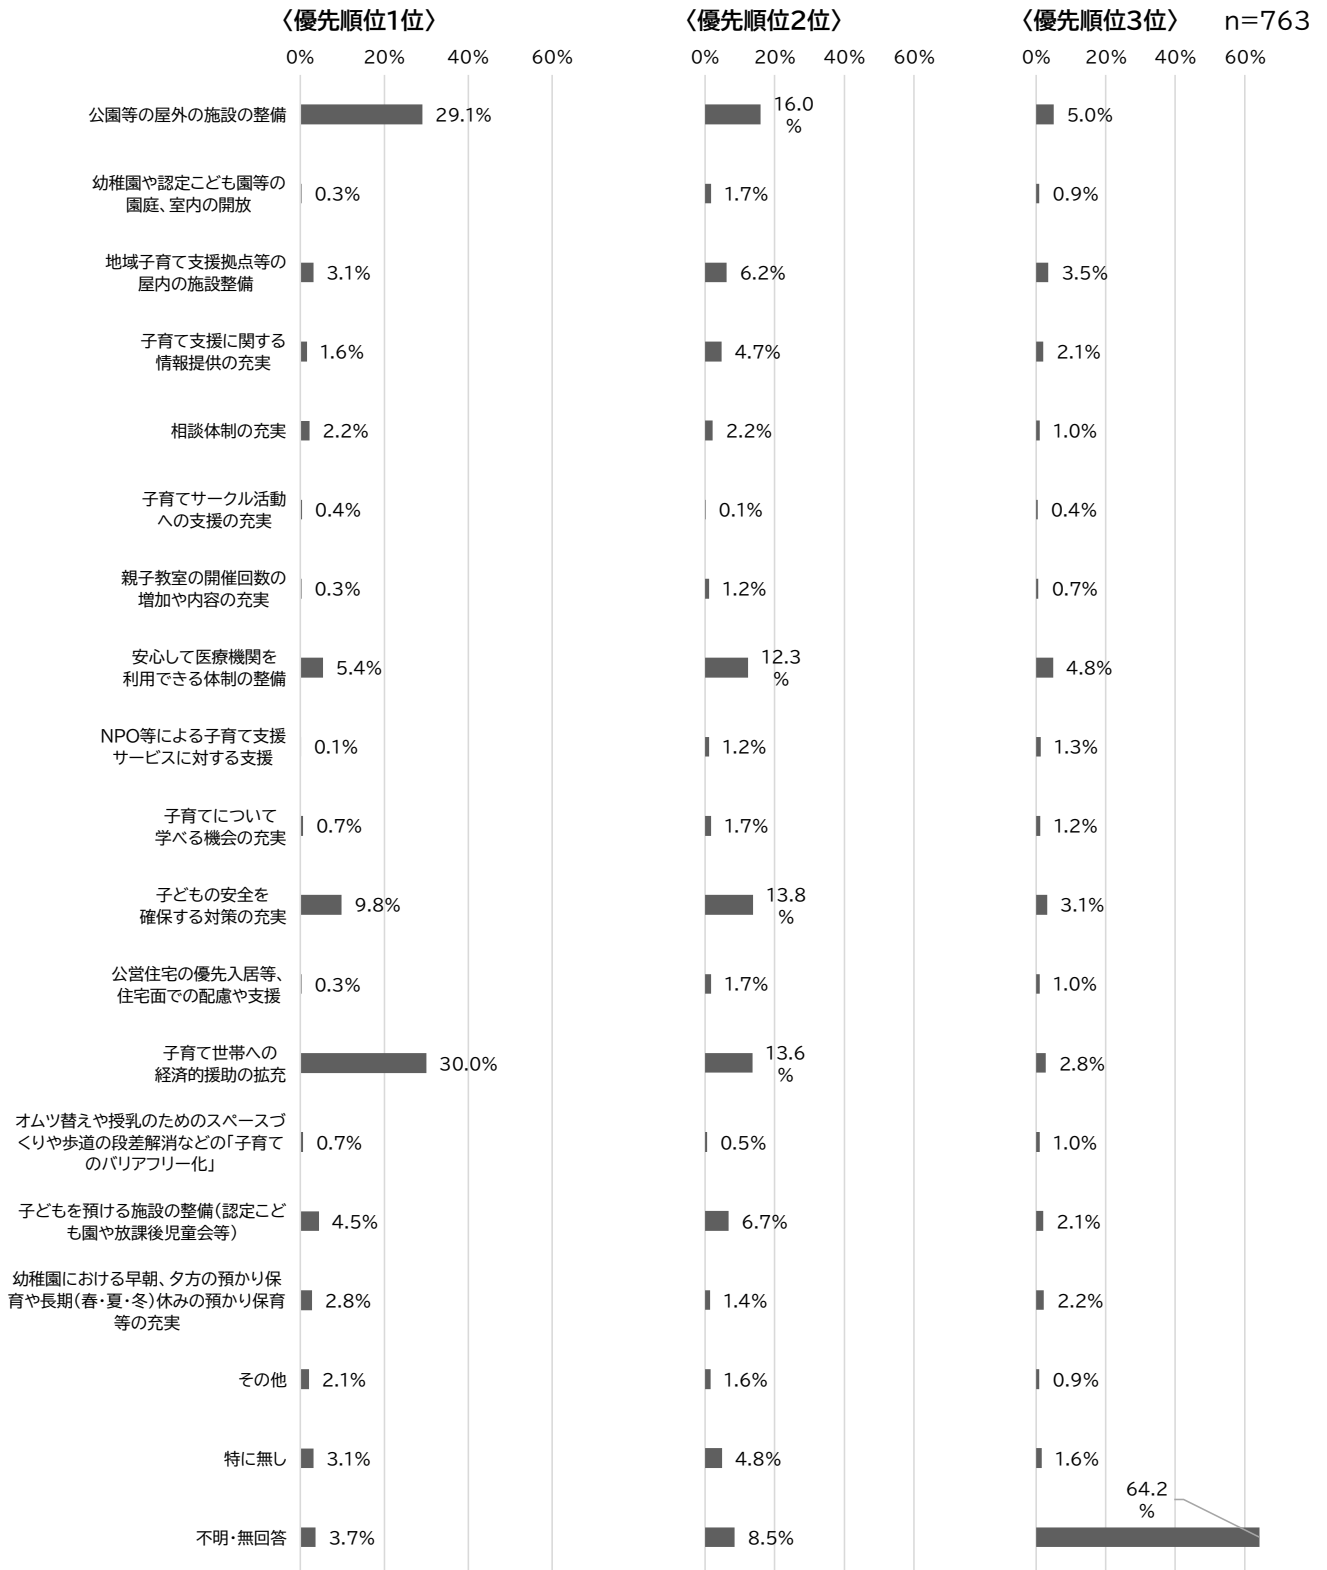 〈優先順位1位〉 〈優先順位2位〉 〈優先順位3位〉 n=763
0% 20% 40% 60% 0% 20% 40% 60% 0% 20% 40% 60%
公園等の屋外の施設の整備 29.1% 16.0
% 5.0%
幼稚園や認定こども園等の
園庭、室内の開放 0.3% 1.7% 0.9%
地域子育て支援拠点等の
屋内の施設整備 3.1% 6.2% 3.5%
子育て支援に関する
情報提供の充実 1.6% 4.7% 2.1%
相談体制の充実 2.2% 2.2% 1.0%
子育てサークル活動
への支援の充実 0.4% 0.1% 0.4%
親子教室の開催回数の
増加や内容の充実 0.3% 1.2% 0.7%
安心して医療機関を
利用できる体制の整備 5.4% 12.3
% 4.8%
NPO等による子育て支援
サービスに対する支援 0.1% 1.2% 1.3%
子育てについて
学べる機会の充実 0.7% 1.7% 1.2%
子どもの安全を
確保する対策の充実 9.8% 13.8
% 3.1%
公営住宅の優先入居等、
住宅面での配慮や支援 0.3% 1.7% 1.0%
子育て世帯への
経済的援助の拡充 30.0% 13.6
% 2.8%
オムツ替えや授乳のためのスペースづ
くりや歩道の段差解消などの「子育て
のバリアフリー化」 0.7% 0.5% 1.0%
子どもを預ける施設の整備(認定こど
も園や放課後児童会等) 4.5% 6.7% 2.1%
幼稚園における早朝、夕方の預かり保
育や長期(春・夏・冬)休みの預かり保育
等の充実 2.8% 1.4% 2.2%
その他 2.1% 1.6% 0.9%
特に無し 3.1% 4.8% 1.6%
不明・無回答 3.7% 8.5% 64.2
%